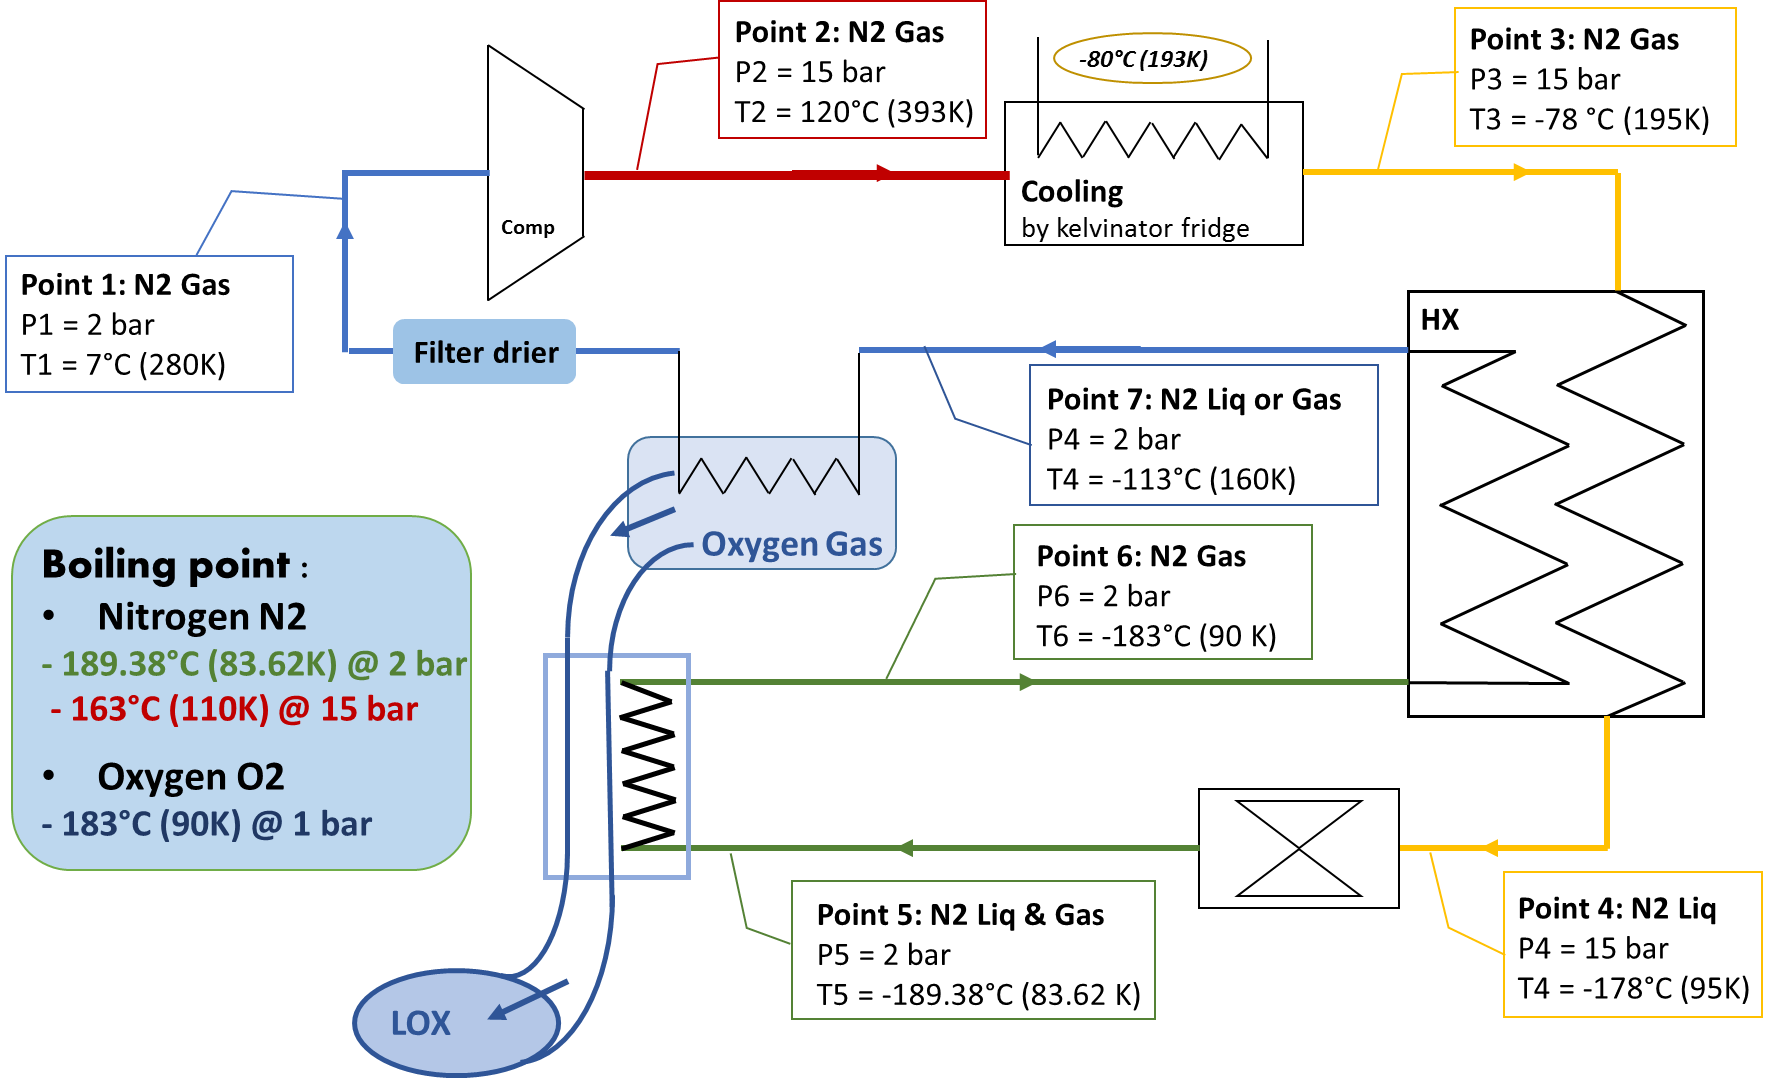 Point 2: N2 Gas
P2 = 15 bar
T2 = 120°C (393K)
-80°C (193K)
Point 3: N2 Gas
P3 = 15 bar
T3 = -78 °C (195K)
Cooling
by kelvinator fridge
Comp
Point 1: N2 Gas
P1 = 2 bar
T1 = 7°C (280K)
Filter drier
HX
Point 7: N2 Liq or Gas
P4 = 2 bar
T4 = -113°C (160K)
Oxygen Gas
Point 6: N2 Gas
P6 = 2 bar
T6 = -183°C (90 K)
Boiling point :
• Nitrogen N2
- 189.38°C (83.62K) @ 2 bar
- 163°C (110K) @ 15 bar
• Oxygen O2
- 183°C (90K) @ 1 bar
Point 5: N2 Liq & Gas
P5 = 2 bar
T5 = -189.38°C (83.62 K)
Point 4: N2 Liq
P4 = 15 bar
T4 = -178°C (95K)
LOX